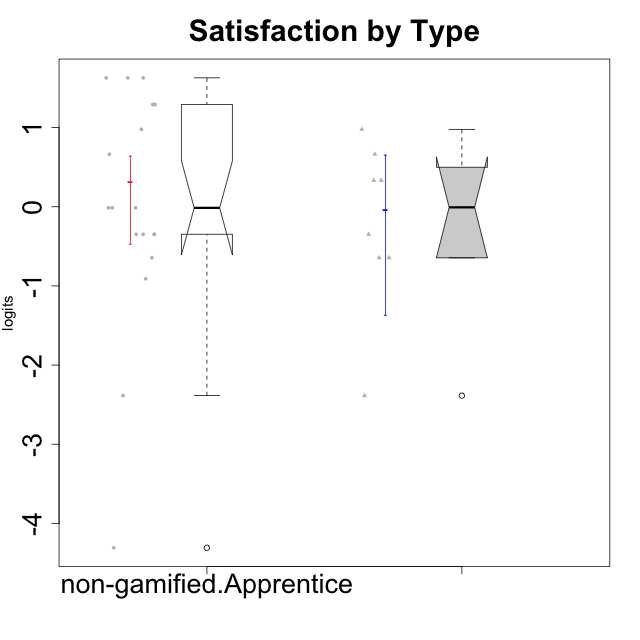 Satisfaction by Type
logits
1
0
-1
-2
-3
-4
non-gamified.Apprentice